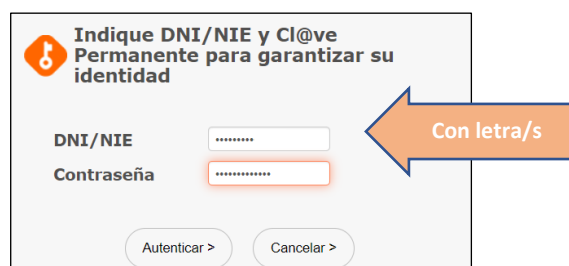 Indique DNI/NIE y Cl@ve
Permanente para garantizar su
identidad
DNI/NIE
Con letra/s
Contraseña
Autenticar >
Cancelar >